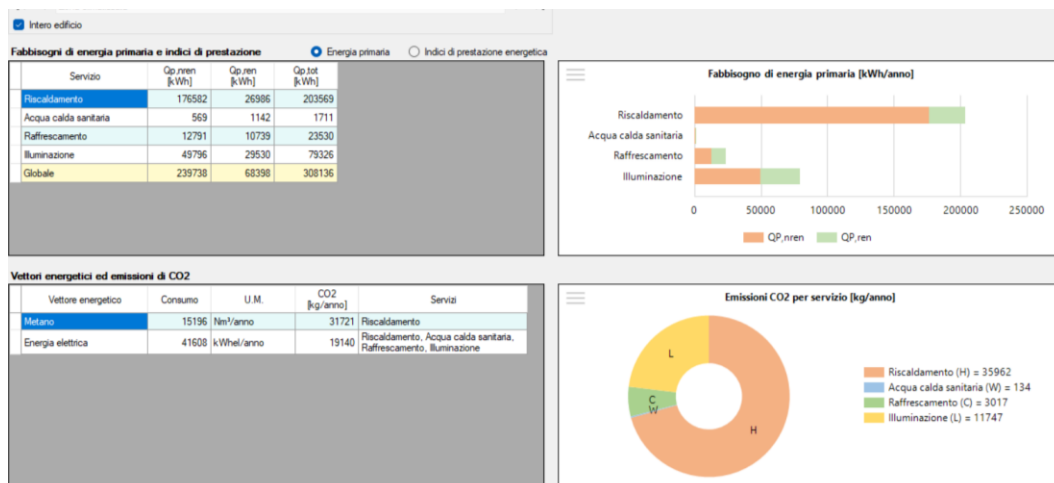 Intero edificio
Fabbisogni di energia primaria e indici di prestazione
Energia primaria
Indici di prestazione energetica
Servizio Qp,nren [kWh] Qp,ren [kWh] Qp,tot [kWh]
Riscaldamento 176582 26986 203569
Acqua calda sanitaria 569 1142 1711
Raffrescamento 12791 10739 23530
Illuminazione 49796 29530 79326
Globale 239738 68398 308136
Fabbisogno di energia primaria [kWh/anno]
Riscaldamento
Acqua calda sanitaria
Raffrescamento
Illuminazione
0 50000 100000 150000 200000 250000
QP,nren QP,ren
Vettori energetici ed emissioni di CO2
Vettore energetico Consumo U.M. CO2 [kg/anno] Servizi
Metano 15196 Nm³/anno 31721 Riscaldamento
Energia elettrica 41608 kWhel/anno 19140 Riscaldamento, Acqua calda sanitaria,
Raffrescamento, Illuminazione
Emissioni CO2 per servizio [kg/anno]
L
C
W
H
Riscaldamento (H) = 35962
Acqua calda sanitaria (W) = 134
Raffrescamento (C) = 3017
Illuminazione (L) = 11747